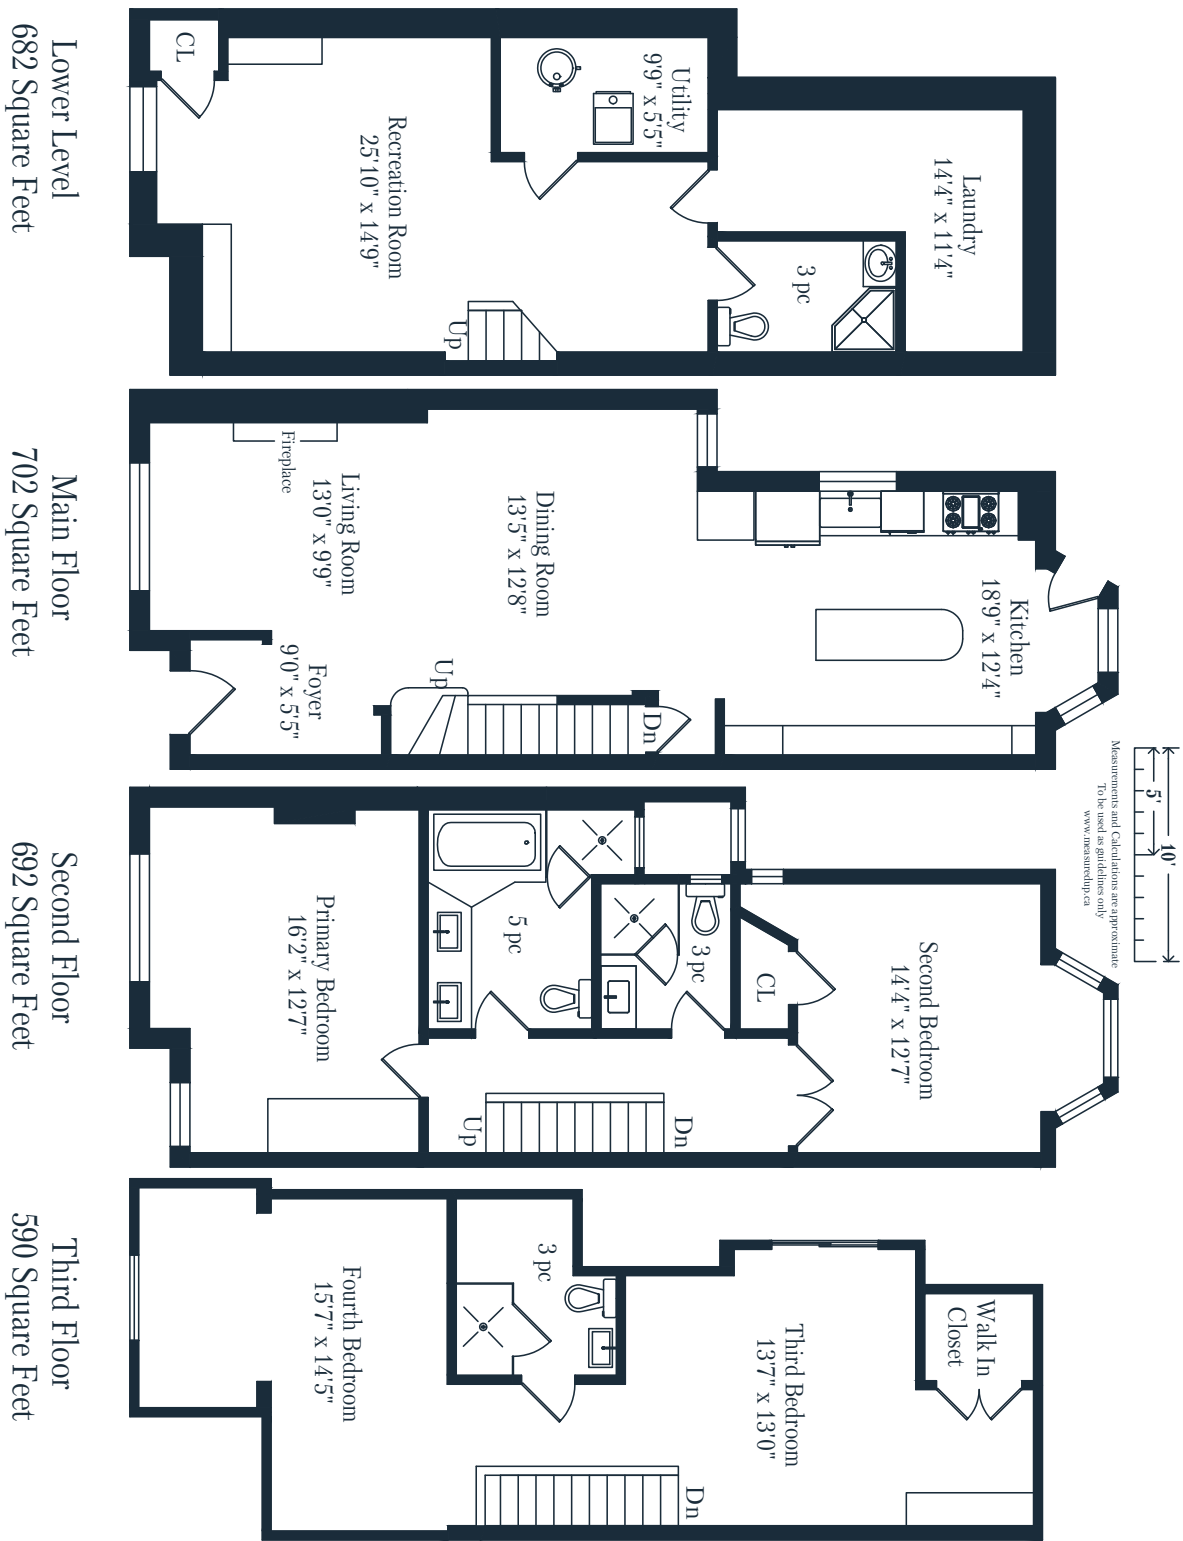 CL
Utility
9'9" x 5'5"
Recreation Room
25'10" x 14'9"
Laundry
14'4" x 11'4"
3 pc
Up
Lower Level
682 Square Feet
Fireplace
Living Room
13'0" x 9'9"
Dining Room
13'5" x 12'8"
Kitchen
18'9" x 12'4"
Foyer
9'0" x 5'5"
Up
Dn
Main Floor
702 Square Feet
5'
10'
Measurements and Calculations are approximate
To be used as guidelines only
www.measuredup.ca
Primary Bedroom
16'2" x 12'7"
5 pc
3 pc
CL
Second Bedroom
14'4" x 12'7"
Up
Dn
Second Floor
692 Square Feet
3 pc
Fourth Bedroom
15'7" x 14'5"
Third Bedroom
13'7" x 13'0"
Walk In
Closet
Dn
Third Floor
590 Square Feet